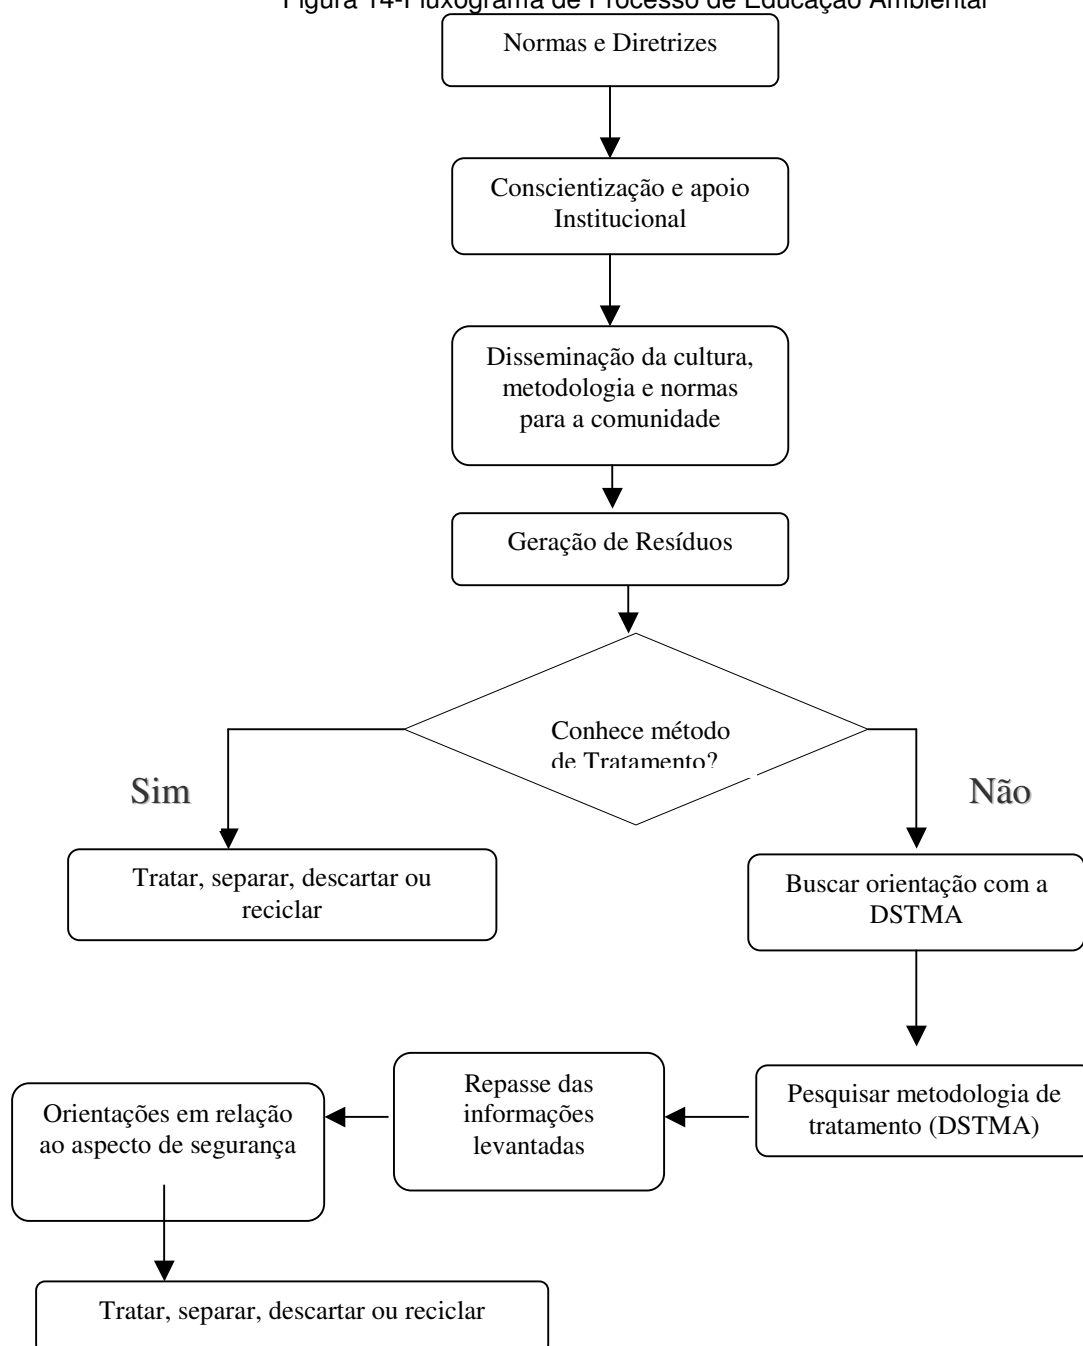 Figura 14-Fluxograma de Processo de Educação Ambiental
Normas e Diretrizes
Conscientização e apoio
Institucional
Disseminação da cultura,
metodologia e normas
para a comunidade
Geração de Resíduos
Conhece método
de Tratamento?
Sim
Não
Tratar, separar, descartar ou
reciclar
Buscar orientação com a
DSTMA
Pesquisar metodologia de
tratamento (DSTMA)
Repasse das
informações
levantadas
Orientações em relação
ao aspecto de segurança
Tratar, separar, descartar ou reciclar